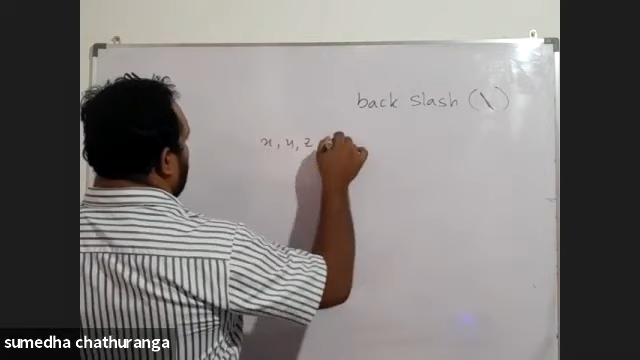 back slash (\)
x, y, z
sumedha chathuranga